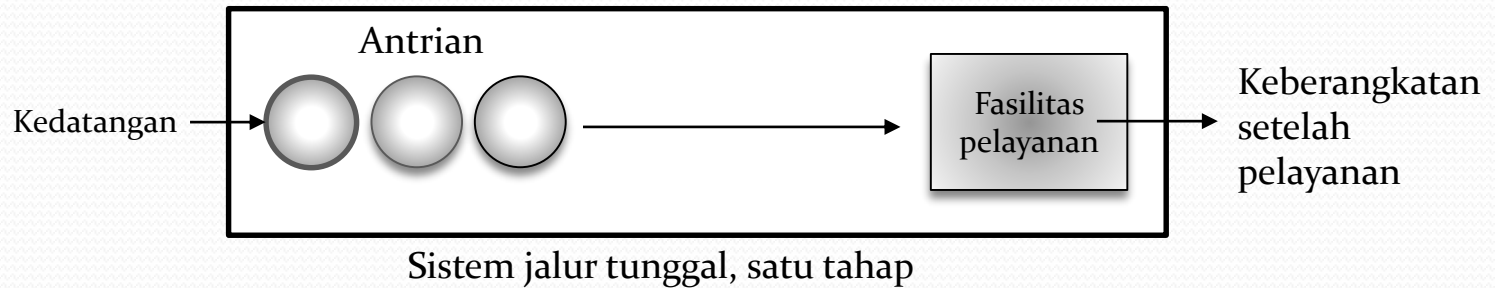 Antrian
Kedatangan
Fasilitas
pelayanan
Keberangkatan
setelah
pelayanan
Sistem jalur tunggal, satu tahap